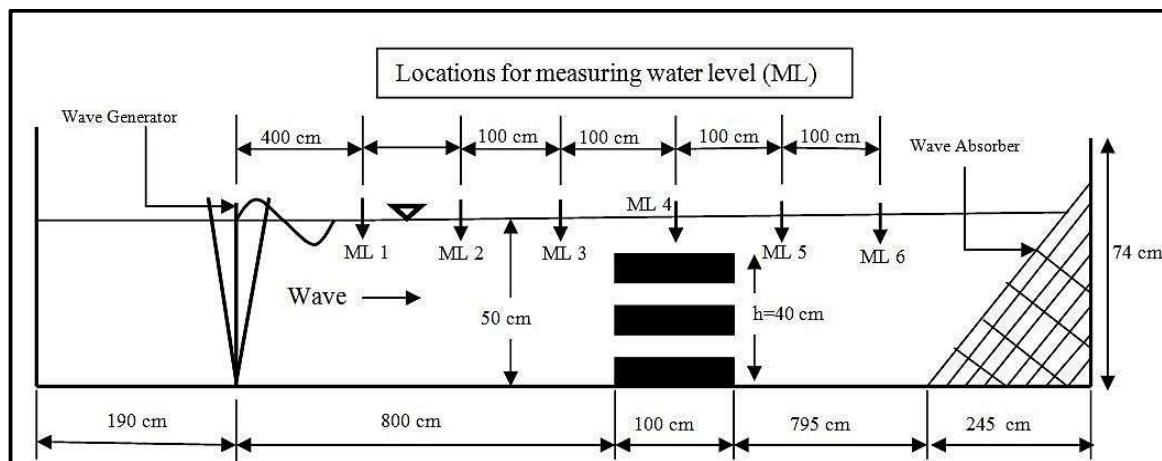 Locations for measuring water level (ML)
Wave Generator
400 cm
100 cm
100 cm
100 cm
100 cm
Wave Absorber
ML 1
ML 2
ML 3
ML 4
ML 5
ML 6
Wave
50 cm
h=40 cm
74 cm
190 cm
800 cm
100 cm
795 cm
245 cm